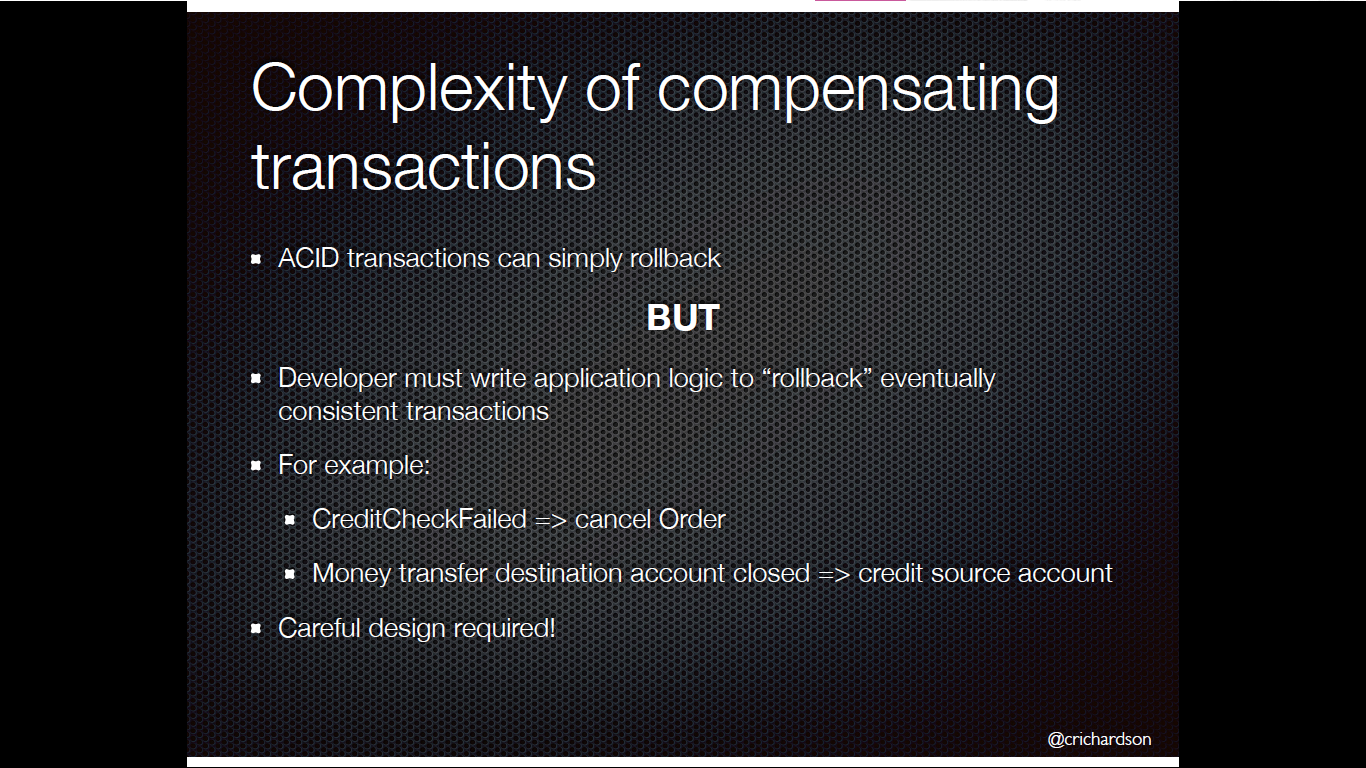 Complexity of compensating
transactions
ACID transactions can simply rollback
BUT
Developer must write application logic to “rollback” eventually
consistent transactions
For example:
CreditCheckFailed => cancel Order
Money transfer destination account closed => credit source account
Careful design required!
@crichardson